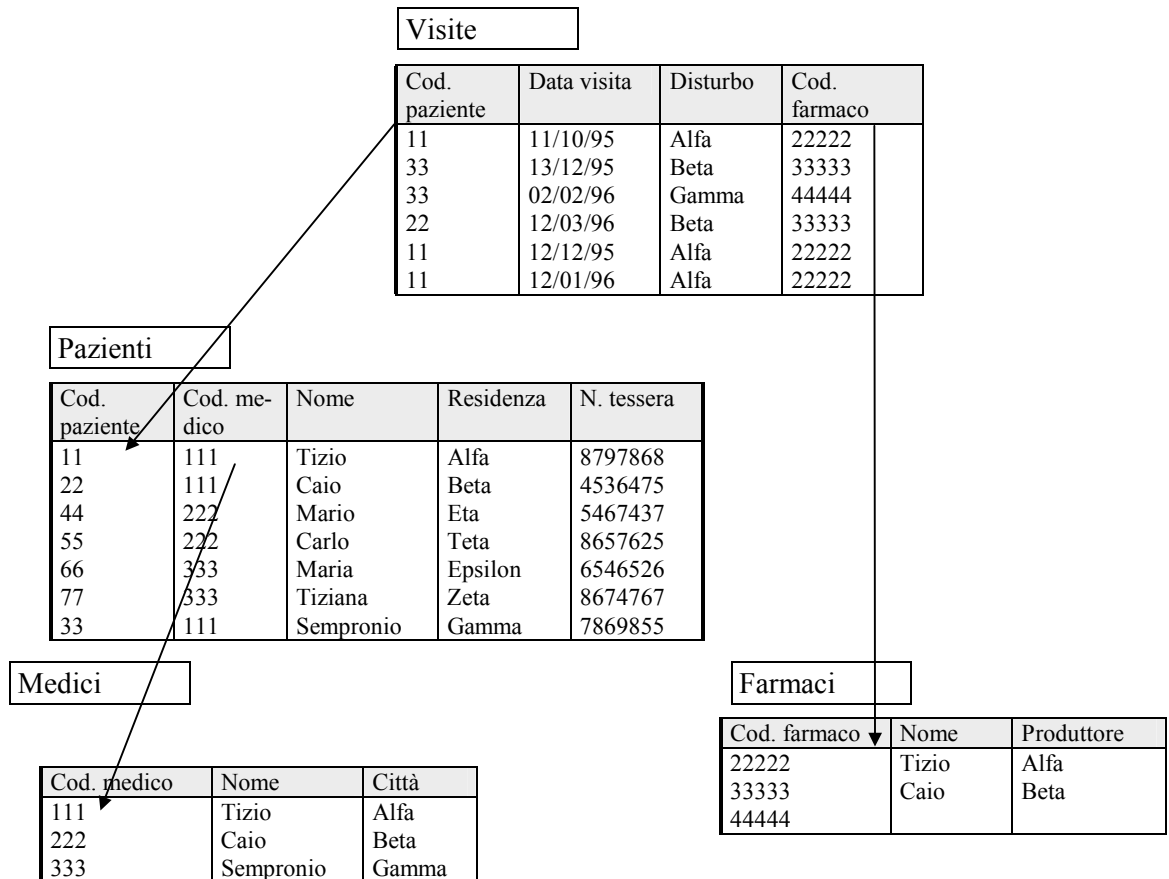 Visite
Cod. paziente Data visita Disturbo Cod. farmaco
11 11/10/95 Alfa 22222
33 13/12/95 Beta 33333
33 02/02/96 Gamma 44444
22 12/03/96 Beta 33333
11 12/12/95 Alfa 22222
11 12/01/96 Alfa 22222
Pazienti
Cod. paziente Cod. me-dico Nome Residenza N. tessera
11 111 Tizio Alfa 8797868
22 111 Caio Beta 4536475
44 222 Mario Eta 5467437
55 222 Carlo Teta 8657625
66 333 Maria Epsilon 6546526
77 333 Tiziana Zeta 8674767
33 111 Sempronio Gamma 7869855
Medici
Cod. medico Nome Città
111 Tizio Alfa
222 Caio Beta
333 Sempronio Gamma
Farmaci
Cod. farmaco Nome Produttore
22222 Tizio Alfa
33333 Caio Beta
44444